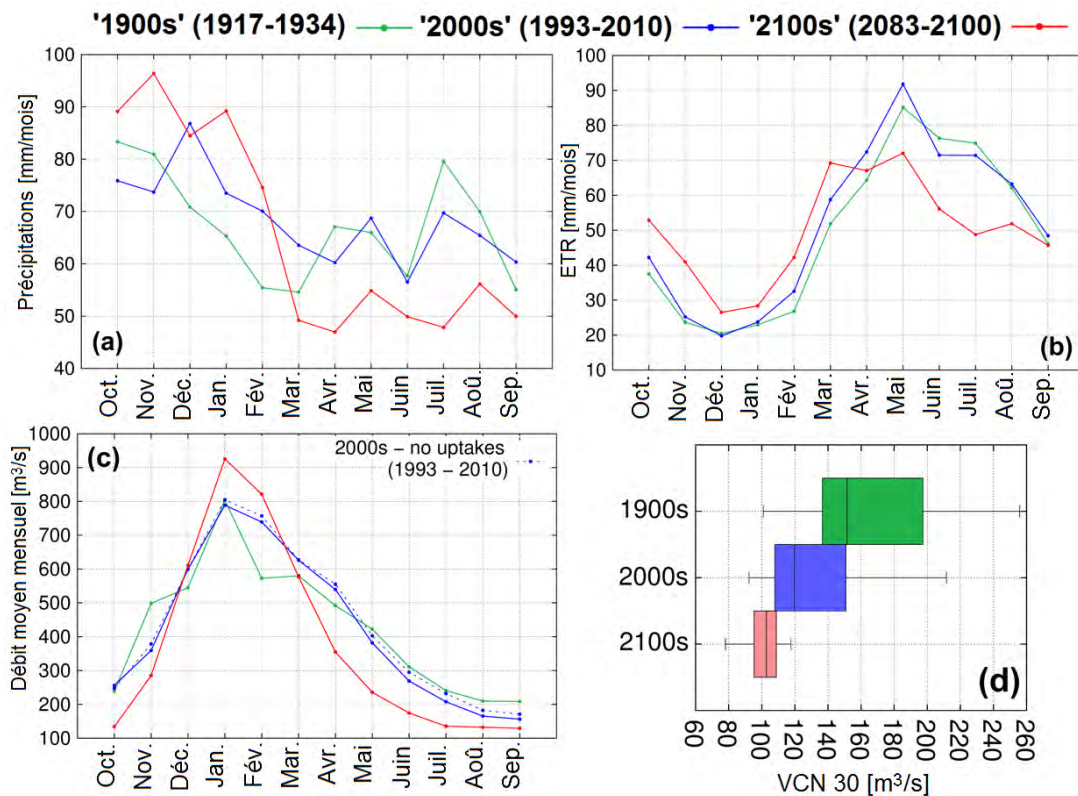 '1900s' (1917-1934) '2000s' (1993-2010) '2100s' (2083-2100)
Précipitations [mm/mois]
100
90
80
70
60
50
40
(a)
Oct.
Nov.
Déc.
Jan.
Fév.
Mar.
Avr.
Mai
Juin
Juil.
Aoû.
Sep.
ETR [mm/mois]
100
90
80
70
60
50
40
30
20
10
(b)
Oct.
Nov.
Déc.
Jan.
Fév.
Mar.
Avr.
Mai
Juin
Juil.
Aoû.
Sep.
Débit moyen mensuel [m³/s]
1000
900
800
700
600
500
400
300
200
100
(c)
2000s – no uptakes
(1993 – 2010)
Oct.
Nov.
Déc.
Jan.
Fév.
Mar.
Avr.
Mai
Juin
Juil.
Aoû.
Sep.
1900s
2000s
2100s
(d)
60
80
100
120
140
160
180
200
220
240
260
VCN 30 [m³/s]